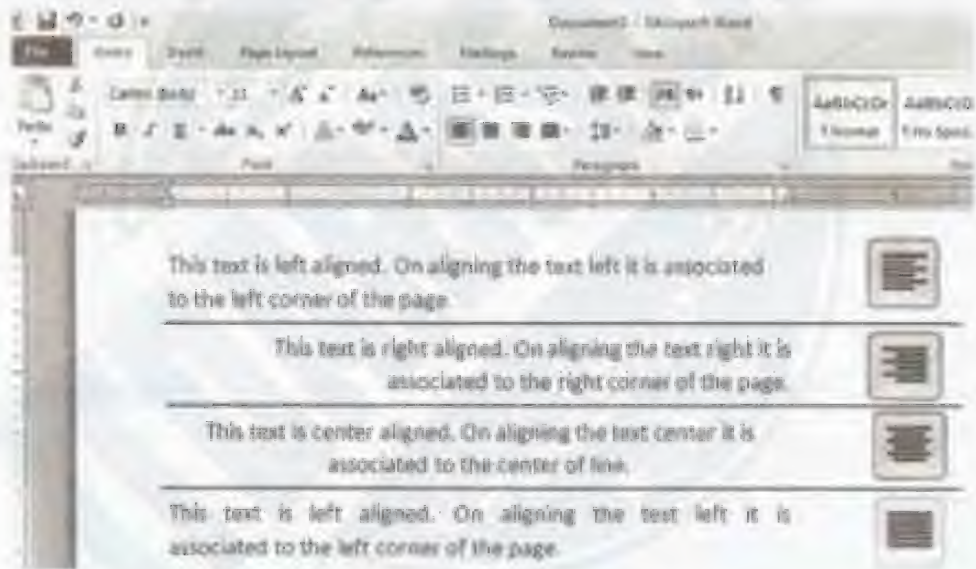 Document2 - Microsoft Word
File Home Insert Page Layout References Mailings Review View
Paste
Font Paragraph
AaBbCcDc AaBbCcDc
This text is left aligned. On aligning the text left it is associated
to the left corner of the page.
This text is right aligned. On aligning the text right it is
associated to the right corner of the page.
This text is center aligned. On aligning the text center it is
associated to the center of line.
This text is left aligned. On aligning the text left it is
associated to the left corner of the page.